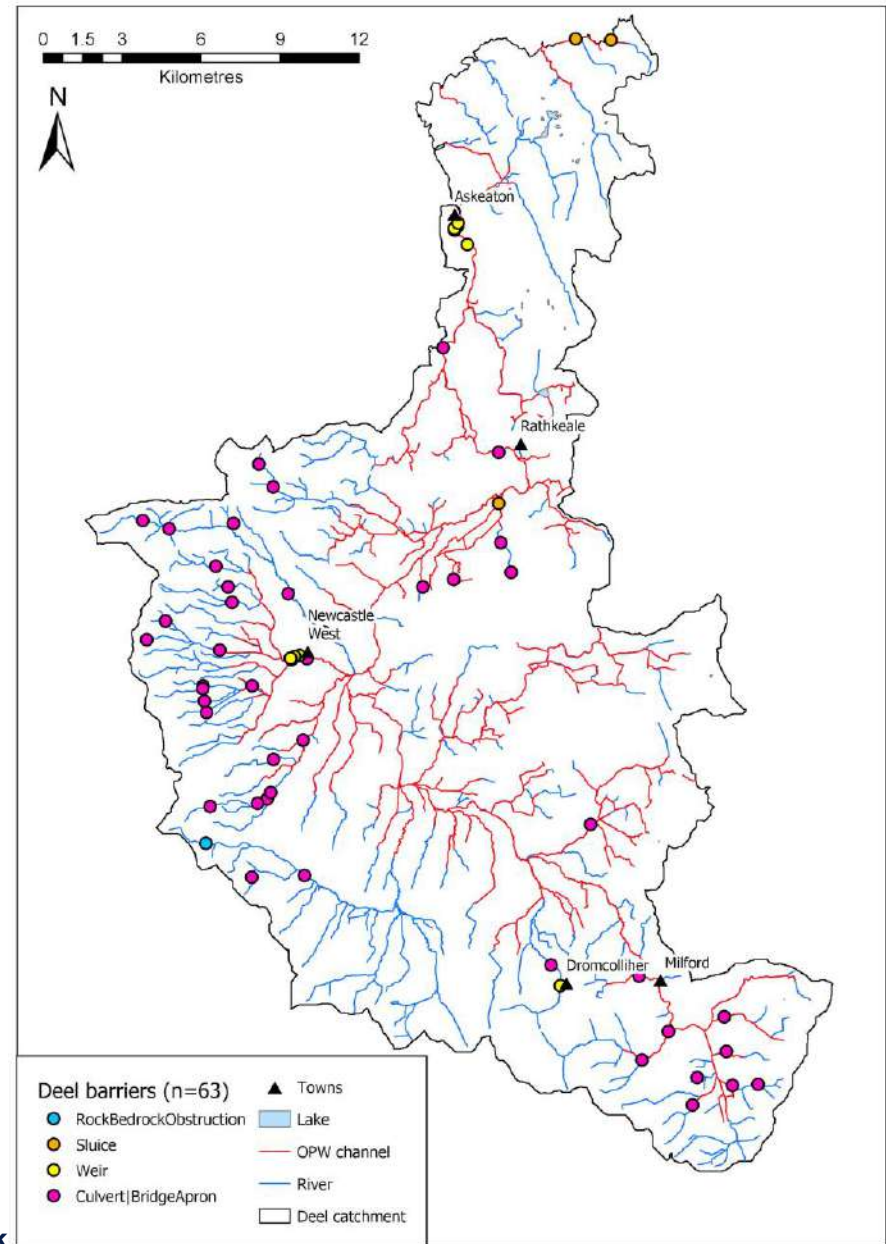 0 1.5 3 6 9 12
Kilometres
N
Askeaton
Rathkeale
Newcastle
West
Dromcolliher
Milford
Deel barriers (n=63)
RockBedrockObstruction
Sluice
Weir
Culvert|BridgeApron
Towns
Lake
OPW channel
River
Deel catchment